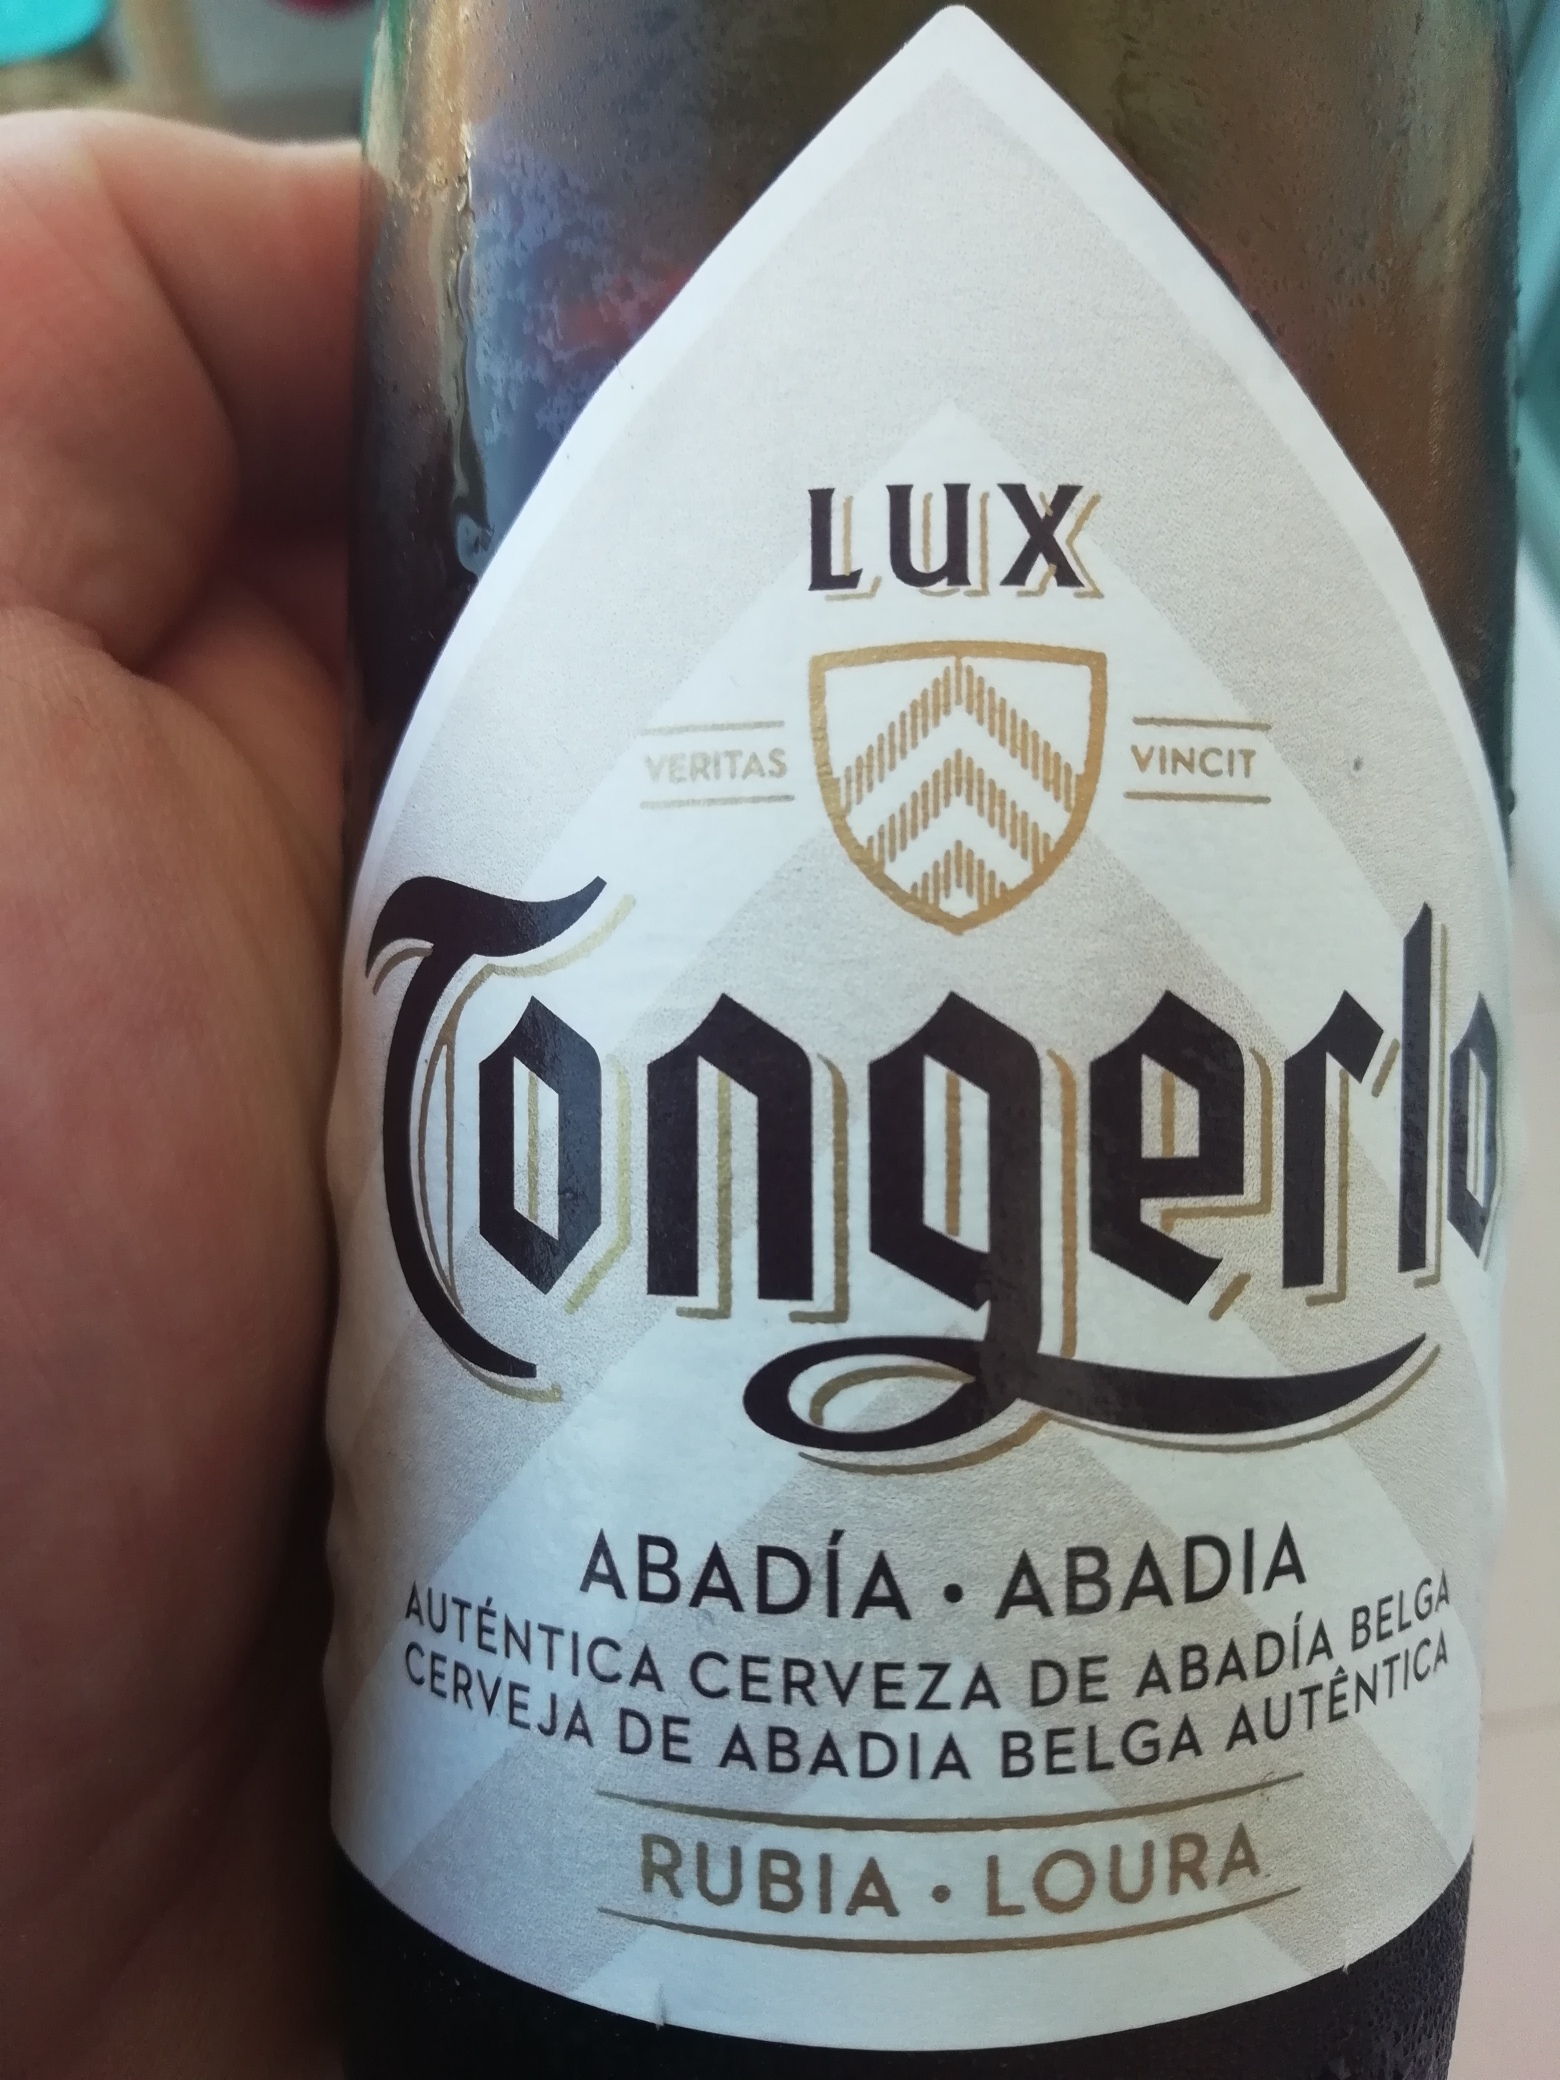 LUX
VERITAS VINCIT
Tongerlo
ABADÍA • ABADIA
AUTÉNTICA CERVEZA DE ABADÍA BELGA
CERVEJA DE ABADIA BELGA AUTÊNTICA
RUBIA • LOURA